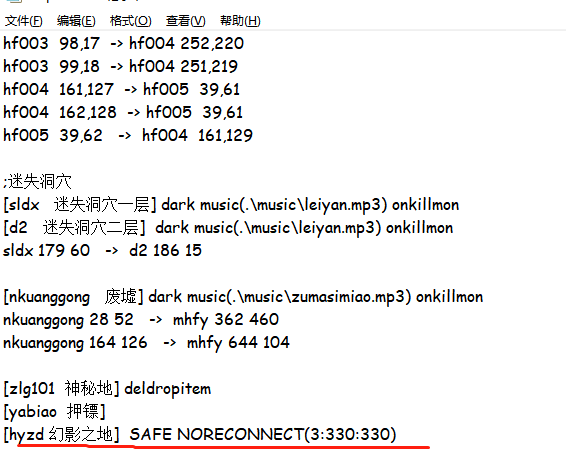 文件(F) 编辑(E) 格式(O) 查看(V) 帮助(H)
hf003 98,17 -> hf004 252,220
hf003 99,18 -> hf004 251,219
hf004 161,127 -> hf005 39,61
hf004 162,128 -> hf005 39,61
hf005 39,62 -> hf004 161,129
;迷失洞穴
[sldx 迷失洞穴一层] dark music(.\music\leiyan.mp3) onkillmon
[d2 迷失洞穴二层] dark music(.\music\leiyan.mp3) onkillmon
sldx 179 60 -> d2 186 15
[nkuanggong 废墟] dark music(.\music\zumasimiao.mp3) onkillmon
nkuanggong 28 52 -> mhfy 362 460
nkuanggong 164 126 -> mhfy 644 104
[zlg101 神秘地] deldropitem
[yabiao 押镖]
[hyzd 幻影之地] SAFE NORECONNECT(3:330:330)